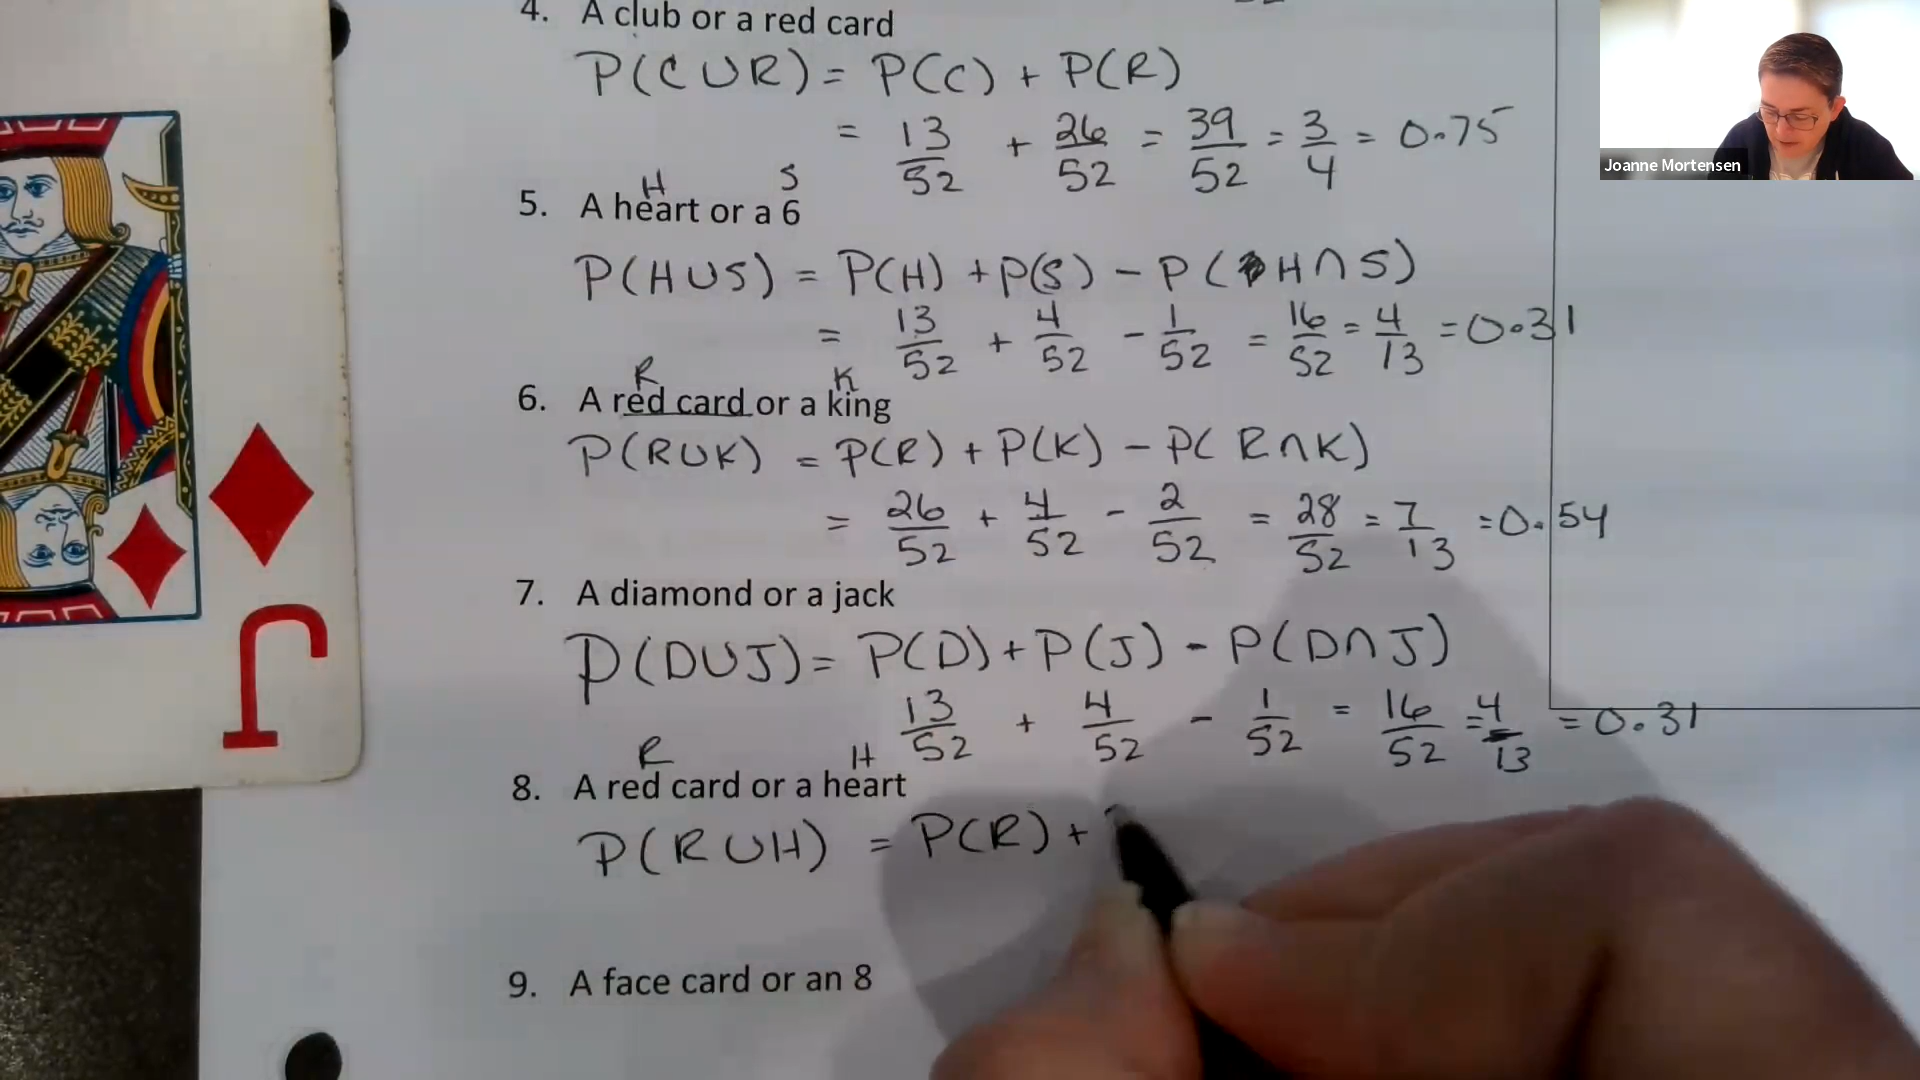 4. A club or a red card
P(C∪R) = P(C) + P(R)
= 13/52 + 26/52 = 39/52 = 3/4 = 0.75
Joanne Mortensen
H S
5. A heart or a 6
P(H∪S) = P(H) + P(S) - P(H∩S)
= 13/52 + 4/52 - 1/52 = 16/52 = 4/13 = 0.31
R K
6. A red card or a king
P(R∪K) = P(R) + P(K) - P(R∩K)
= 26/52 + 4/52 - 2/52 = 28/52 = 7/13 = 0.54
7. A diamond or a jack
P(D∪J) = P(D) + P(J) - P(D∩J)
13/52 + 4/52 - 1/52 = 16/52 = 4/13 = 0.31
R H
8. A red card or a heart
P(R∪H) = P(R) +
9. A face card or an 8
J